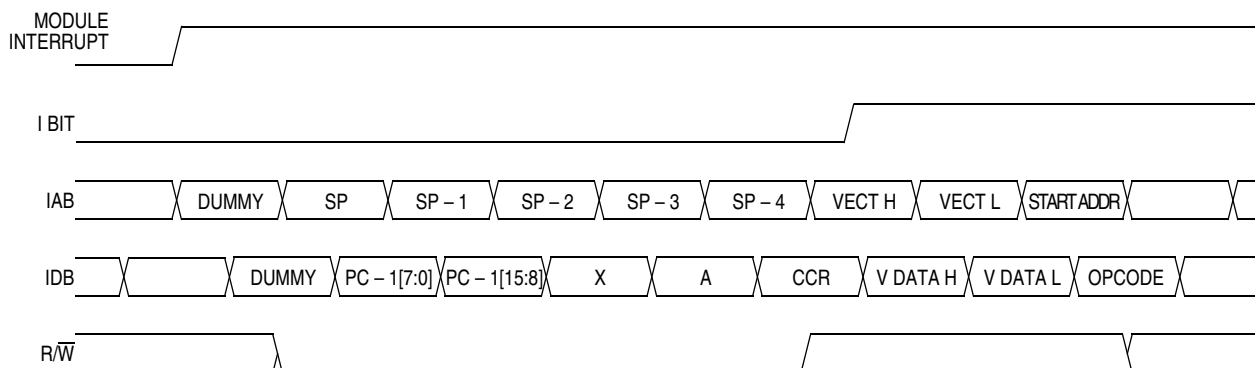 MODULE
INTERRUPT
I BIT
IAB DUMMY SP SP – 1 SP – 2 SP – 3 SP – 4 VECT H VECT L START ADDR
IDB DUMMY PC – 1[7:0] PC – 1[15:8] X A CCR V DATA H V DATA L OPCODE
R/W̅